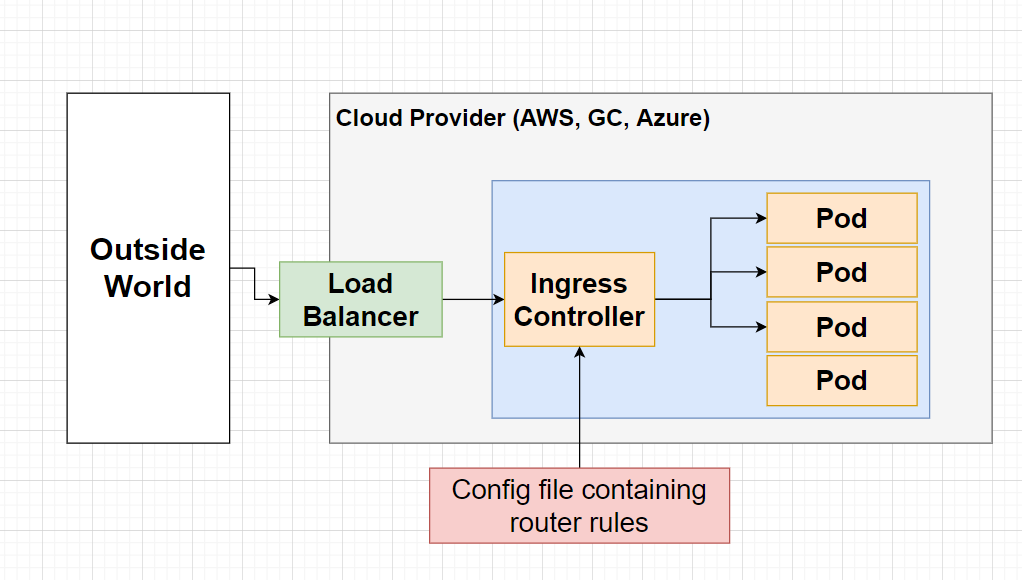 Cloud Provider (AWS, GC, Azure)
Outside
World
Load
Balancer
Ingress
Controller
Pod
Pod
Pod
Pod
Config file containing
router rules